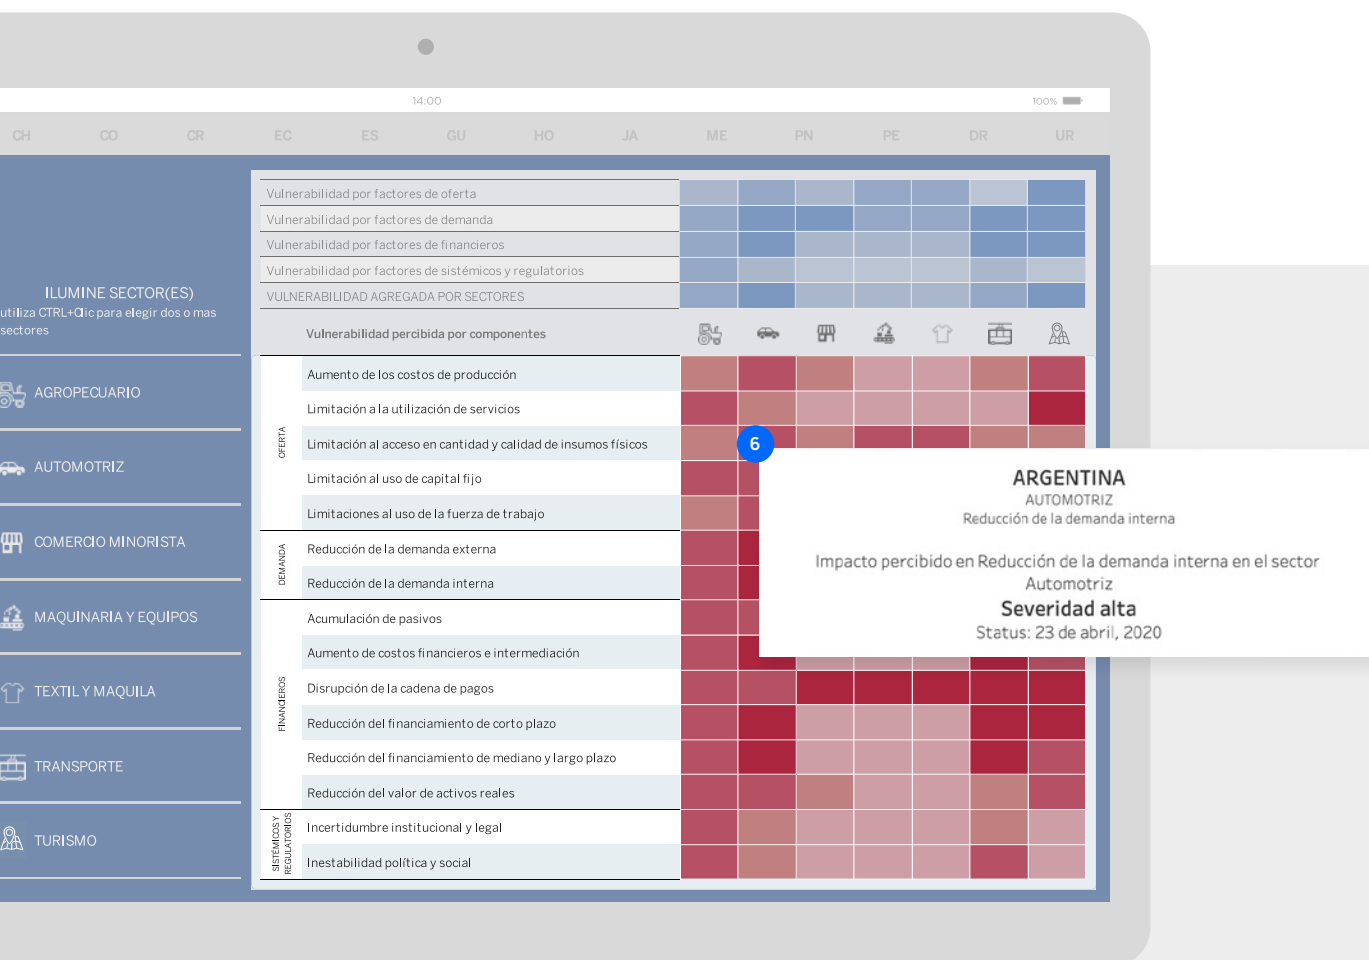 14:00
100%
CH CO CR EC ES GU HO JA ME PN PE DR UR
ILUMINE SECTOR(ES)
utiliza CTRL+Clic para elegir dos o mas
sectores
AGROPECUARIO
AUTOMOTRIZ
COMERCIO MINORISTA
MAQUINARIA Y EQUIPOS
TEXTIL Y MAQUILA
TRANSPORTE
TURISMO
Vulnerabilidad por factores de oferta
Vulnerabilidad por factores de demanda
Vulnerabilidad por factores de financieros
Vulnerabilidad por factores de sistémicos y regulatorios
VULNERABILIDAD AGREGADA POR SECTORES
Vulnerabilidad percibida por componentes
OFERTA
Aumento de los costos de producción
Limitación a la utilización de servicios
Limitación al acceso en cantidad y calidad de insumos físicos
Limitación al uso de capital fijo
Limitaciones al uso de la fuerza de trabajo
DEMANDA
Reducción de la demanda externa
Reducción de la demanda interna
FINANCIEROS
Acumulación de pasivos
Aumento de costos financieros e intermediación
Disrupción de la cadena de pagos
Reducción del financiamiento de corto plazo
Reducción del financiamiento de mediano y largo plazo
Reducción del valor de activos reales
SISTÉMICOS Y
REGULATORIOS
Incertidumbre institucional y legal
Inestabilidad política y social
6
ARGENTINA
AUTOMOTRIZ
Reducción de la demanda interna
Impacto percibido en Reducción de la demanda interna en el sector
Automotriz
Severidad alta
Status: 23 de abril, 2020